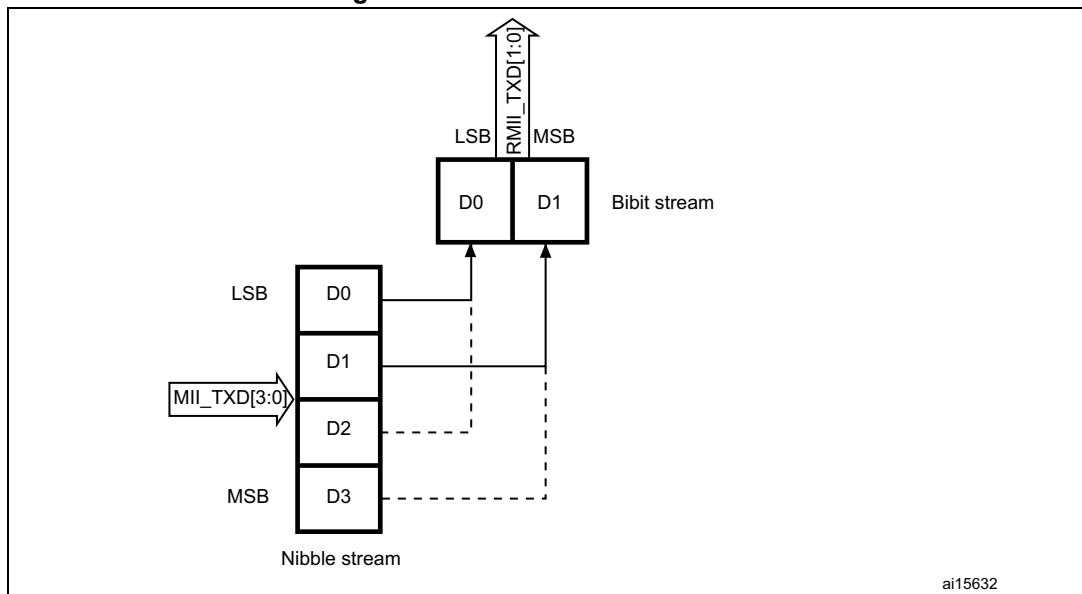 g
RMII_TXD[1:0]
LSB MSB
D0 D1 Bibit stream
LSB D0
D1
MII_TXD[3:0]
D2
MSB D3
Nibble stream
ai15632